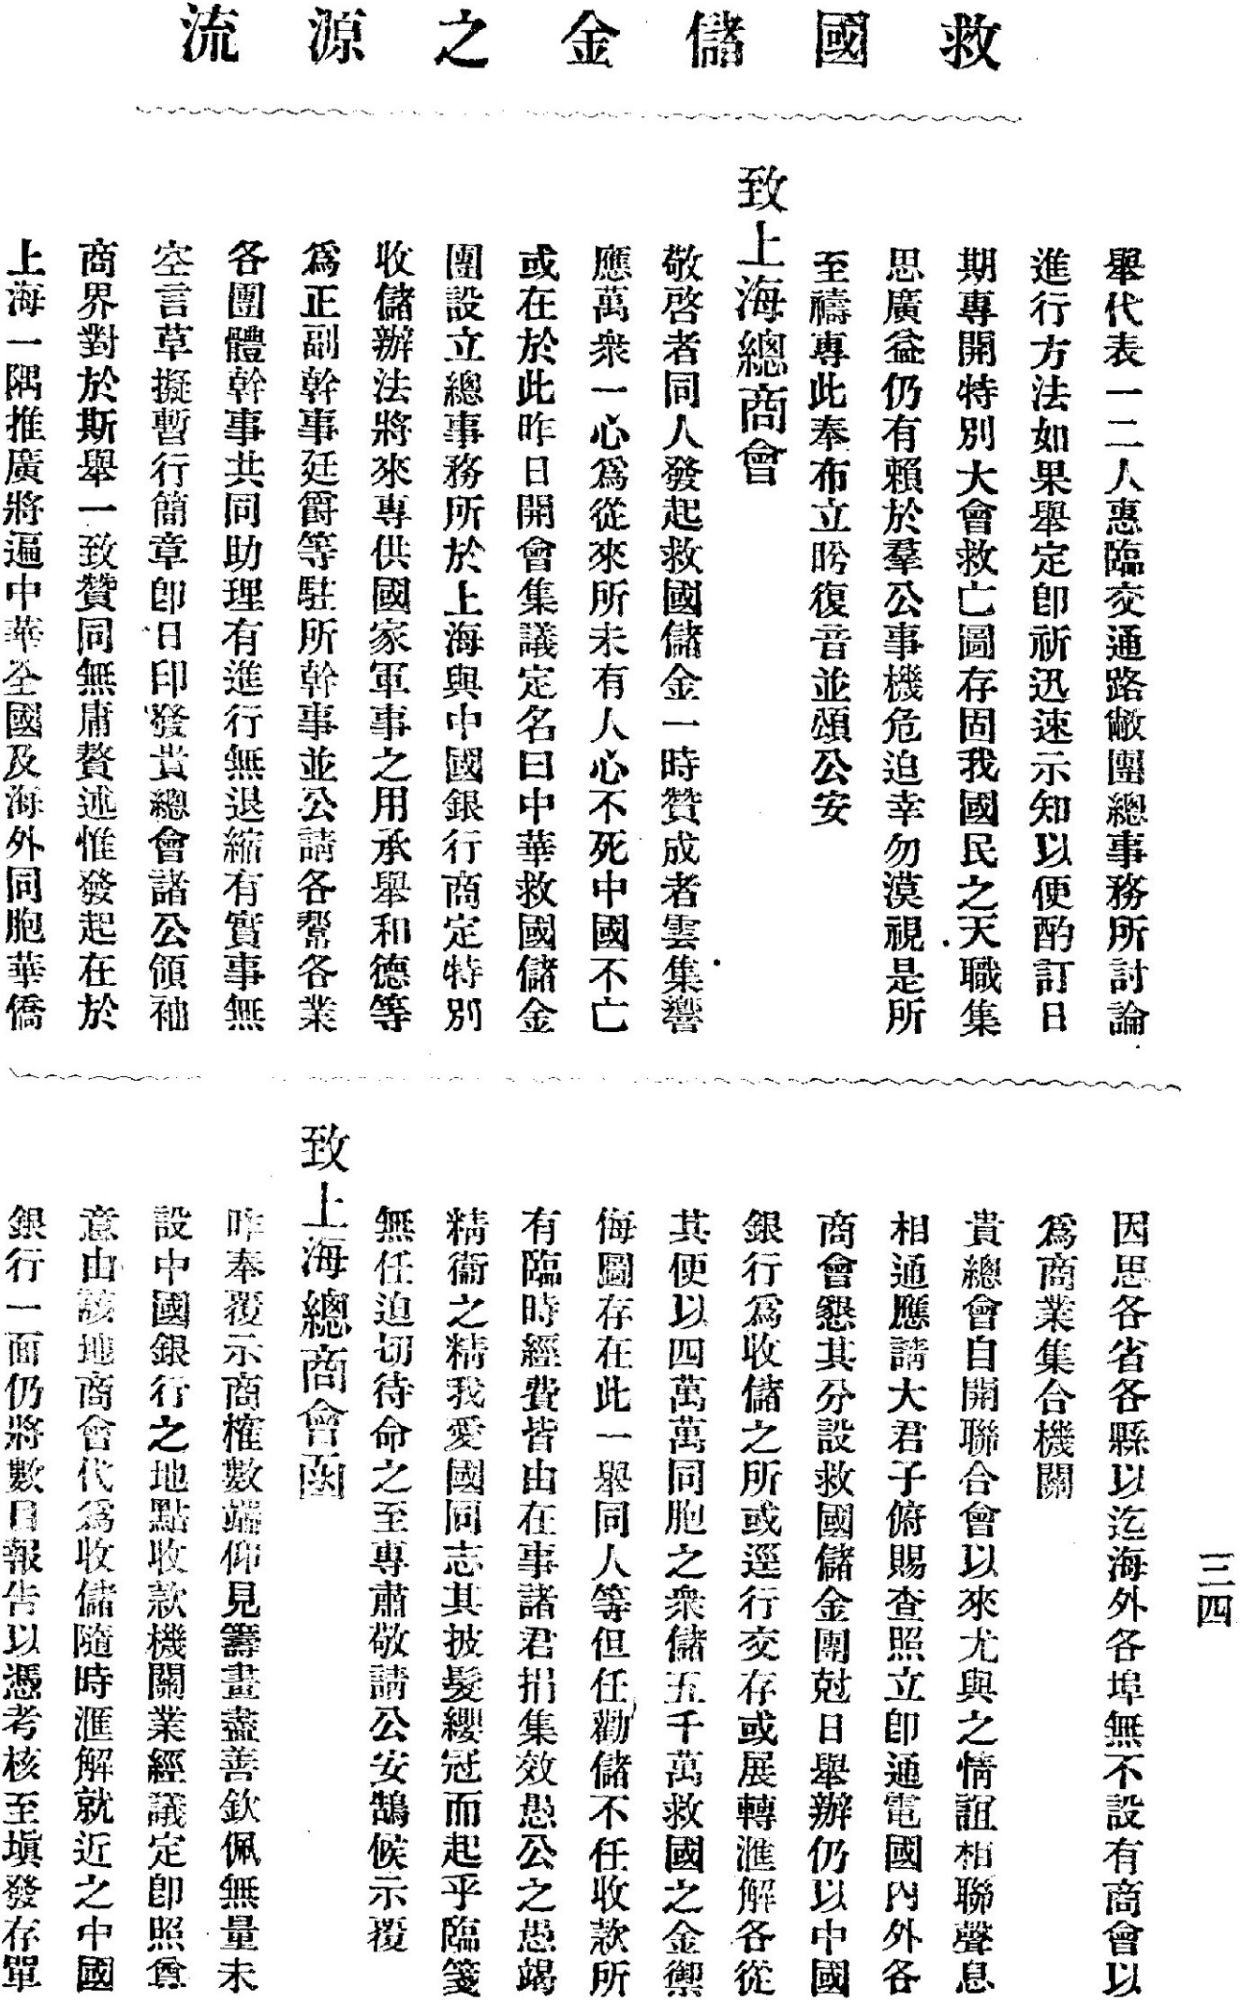 救國儲金之源流
舉代表一二人惠臨交通路敝團總事務所討論
進行方法如果舉定卽祈迅速示知以便酌訂日
期專開特別大會救亡圖存固我國民之天職集
思廣益仍有賴於羣公事機危迫幸勿漠視是所
至禱專此奉布立盻復音並頌公安
致上海總商會
敬啓者同人發起救國儲金一時贊成者雲集響
應萬衆一心爲從來所未有人心不死中國不亡
或在於此昨日開會集議定名曰中華救國儲金
團設立總事務所於上海與中國銀行商定特別
收儲辦法將來專供國家軍事之用承舉和德等
爲正副幹事廷爵等駐所幹事並公請各幫各業
各團體幹事共同助理有進行無退縮有實事無
空言草擬暫行簡章卽日印發貴總會諸公領袖
商界對於斯舉一致贊同無庸贅述惟發起在於
上海一隅推廣將遍中華全國及海外同胞華僑
因思各省各縣以迄海外各埠無不設有商會以
爲商業集合機關
貴總會自開聯合會以來尤與之情誼相聯聲息
相通應請大君子俯賜查照立卽通電國內外各
商會懇其分設救國儲金團尅日舉辦仍以中國
銀行爲收儲之所或逕行交存或展轉滙解各從
其便以四萬萬同胞之衆儲五千萬救國之金禦
侮圖存在此一舉同人等但任勸儲不任收款所
有臨時經費皆由在事諸君捐集效愚公之愚竭
精衞之精我愛國同志其披髮纓冠而起乎臨箋
無任迫切待命之至專肅敬請公安鵠候示覆
致上海總商會函
昨奉覆示商榷數端仰見籌畫盡善欽佩無量未
設中國銀行之地點收款機關業經議定卽照尊
意由該地商會代爲收儲隨時滙解就近之中國
銀行一面仍將數目報告以憑考核至塡發存單
三四